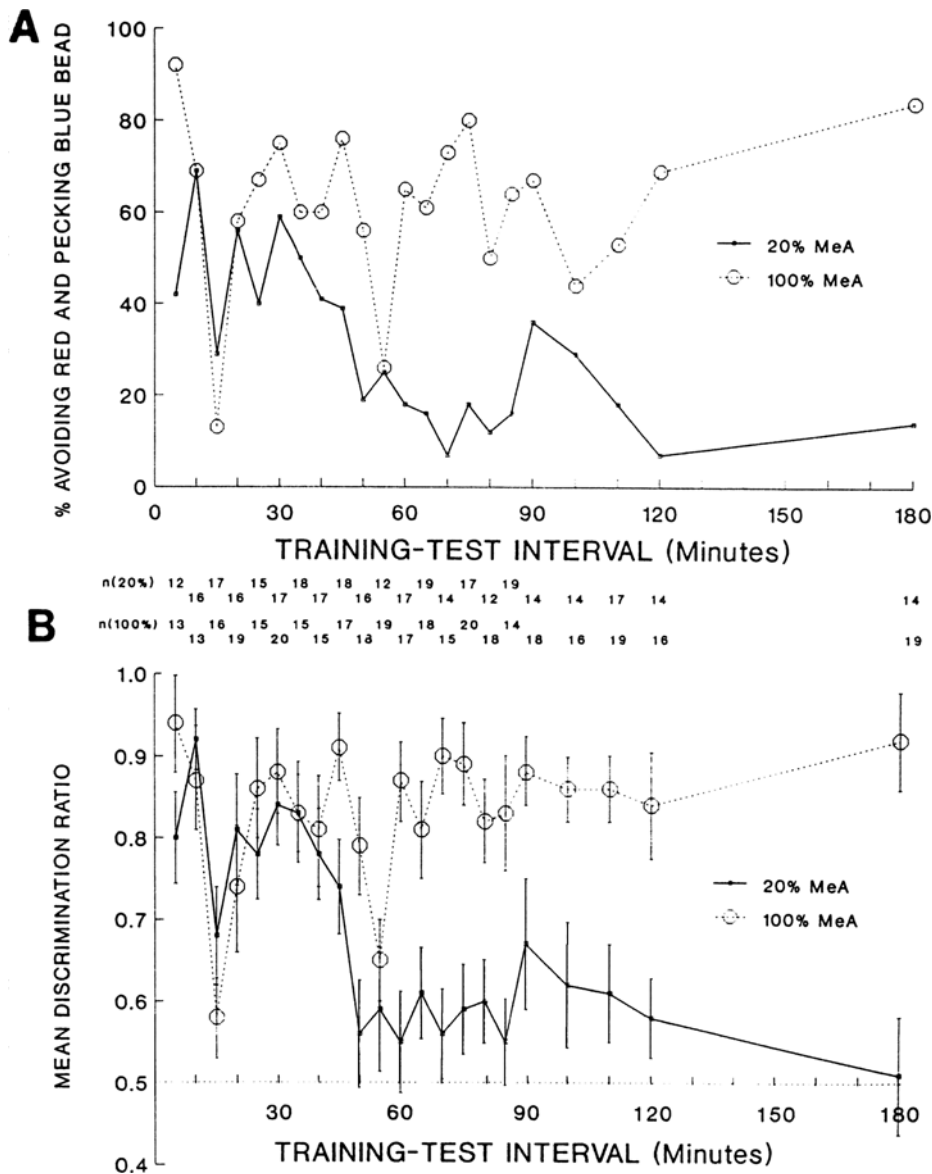 A
% AVOIDING RED AND PECKING BLUE BEAD
100
80
60
40
20
0
20% MeA
100% MeA
0 30 60 90 120 150 180
TRAINING-TEST INTERVAL (Minutes)
n(20%) 12 17 15 18 18 12 19 17 19
16 16 17 17 16 17 14 12 14 14 17 14 14
B
n(100%) 13 16 15 15 17 19 18 20 14
13 19 20 15 18 17 15 18 18 16 19 16 19
MEAN DISCRIMINATION RATIO
1.0
0.9
0.8
0.7
0.6
0.5
0.4
20% MeA
100% MeA
30 60 90 120 150 180
TRAINING-TEST INTERVAL (Minutes)